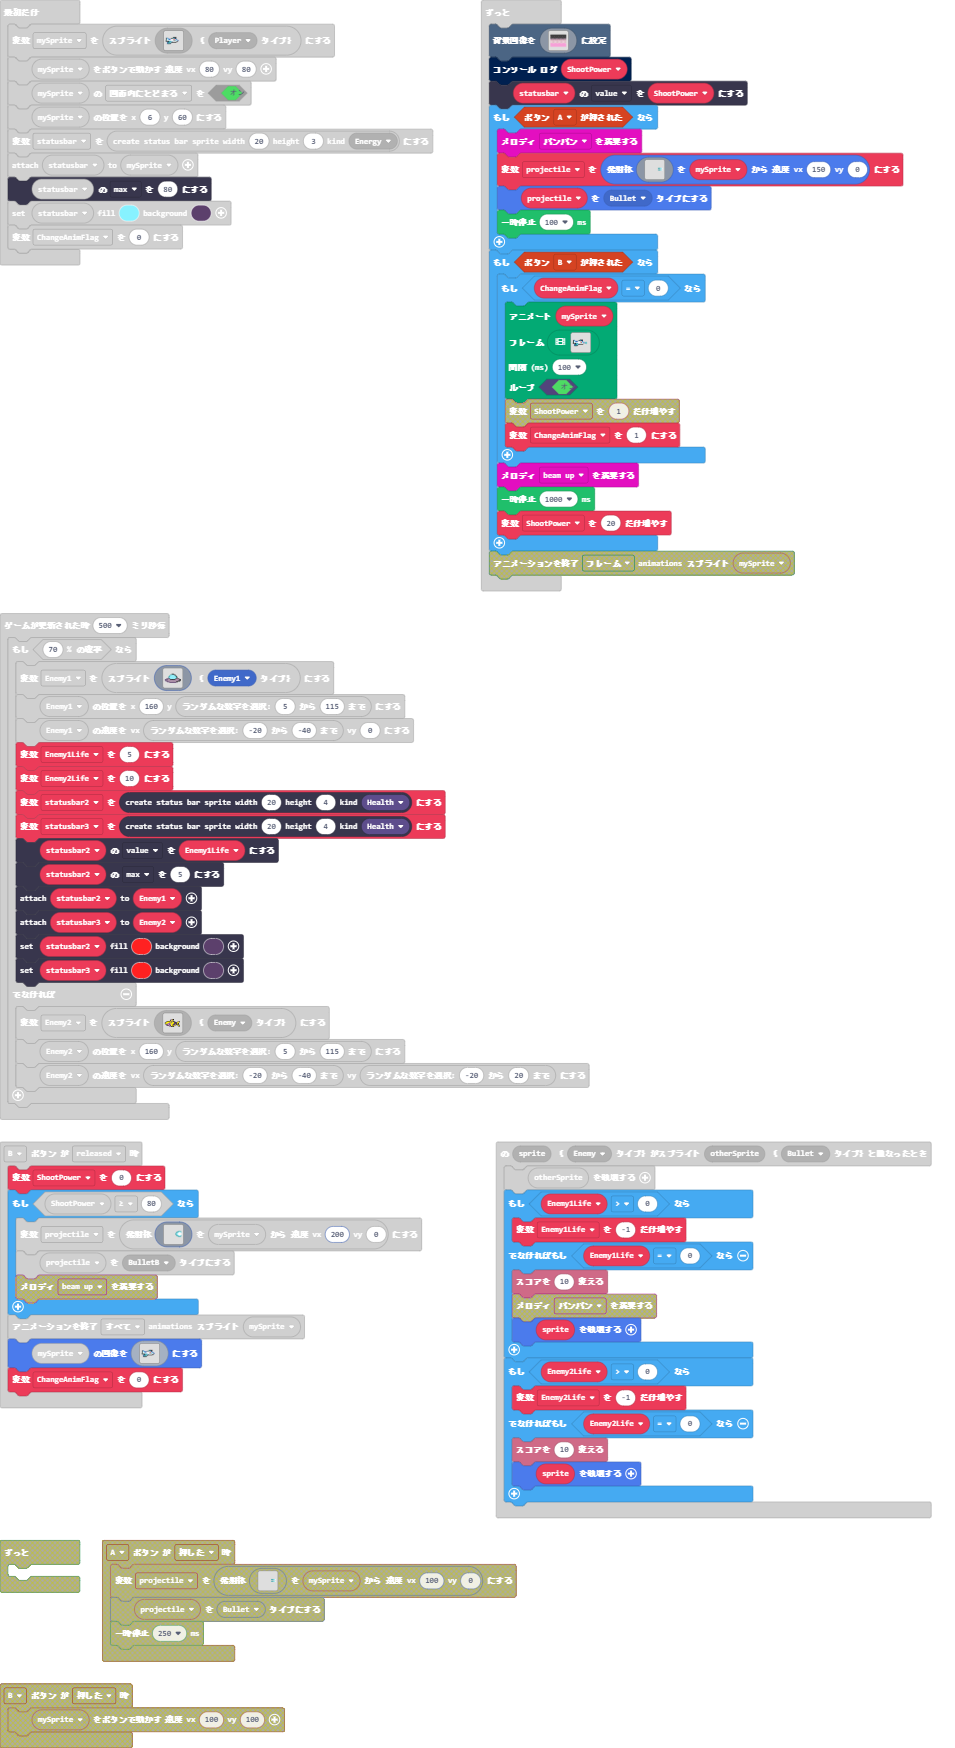 最初だけ
変数 mySprite を スプライト ( Player タイプ) にする
mySprite をボタンで動かす 速度 vx 80 vy 80
mySprite の 画面内にとどまる を オン
mySprite の位置を x 6 y 60 にする
変数 statusbar を create status bar sprite width 20 height 3 kind Energy にする
attach statusbar to mySprite
statusbar の max を 80 にする
set statusbar fill background
変数 ChangeAnimFlag を 0 にする
ずっと
背景画像を に設定
コンソール ログ ShootPower
statusbar の value を ShootPower にする
もし ボタン A が押された なら
メロディ パンパン を演奏する
変数 projectile を 発射体 を mySprite から 速度 vx 150 vy 0
projectile を Bullet タイプにする
一時停止 100 ms
もし ボタン B が押された なら
もし ChangeAnimFlag = 0 なら
アニメート mySprite
フレーム
間隔 (ms) 100
ループ オフ
変数 ShootPower を 1 だけ増やす
変数 ChangeAnimFlag を 1 にする
メロディ beam up を演奏する
一時停止 1000 ms
変数 ShootPower を 20 だけ増やす
アニメーションを終了 フレーム animations スプライト mySprite
ゲームが更新された時 500 ミリ秒毎
もし 70 % の確率 なら
変数 Enemy1 を スプライト ( Enemy1 タイプ) にする
Enemy1 の位置を x 160 y ランダムな数字を選択: 5 から 115 まで にする
Enemy1 の速度を vx ランダムな数字を選択: -20 から -40 まで vy 0 にする
変数 Enemy1Life を 5 にする
変数 Enemy2Life を 10 にする
変数 statusbar2 を create status bar sprite width 20 height 4 kind Health にする
変数 statusbar3 を create status bar sprite width 20 height 4 kind Health にする
statusbar2 の value を Enemy1Life にする
statusbar2 の max を 5 にする
attach statusbar2 to Enemy1
attach statusbar3 to Enemy2
set statusbar2 fill background
set statusbar3 fill background
でなければ
変数 Enemy2 を スプライト ( Enemy タイプ) にする
Enemy2 の位置を x 160 y ランダムな数字を選択: 5 から 115 まで にする
Enemy2 の速度を vx ランダムな数字を選択: -20 から -40 まで vy ランダムな数字を選択: -20 から 20 まで にする
B ボタン が released 時
変数 ShootPower を 0 にする
もし ShootPower ≥ 80 なら
変数 projectile を 発射体 を mySprite から 速度 vx 200 vy 0 にする
projectile を BulletB タイプにする
メロディ beam up を演奏する
アニメーションを終了 すべて animations スプライト mySprite
mySprite の画像を にする
変数 ChangeAnimFlag を 0 にする
の sprite ( Enemy タイプ) がスプライト otherSprite ( Bullet タイプ) と重なったとき
otherSprite を破壊する
もし Enemy1Life > 0 なら
変数 Enemy1Life を -1 だけ増やす
でなければもし Enemy1Life = 0 なら
スコアを 10 変える
メロディ パンパン を演奏する
sprite を破壊する
もし Enemy2Life > 0 なら
変数 Enemy2Life を -1 だけ増やす
でなければもし Enemy2Life = 0 なら
スコアを 10 変える
sprite を破壊する
ずっと
A ボタン が 押した 時
変数 projectile を 発射体 を mySprite から 速度 vx 100 vy 0 にする
projectile を Bullet タイプにする
一時停止 250 ms
B ボタン が 押した 時
mySprite をボタンで動かす 速度 vx 100 vy 100